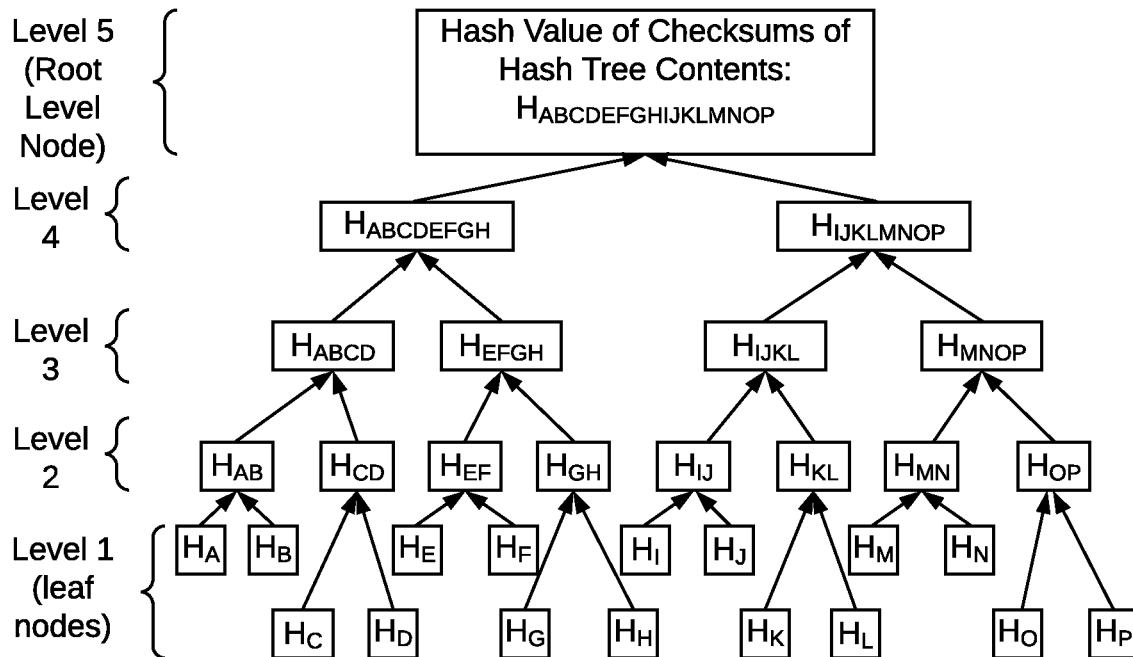 Level 5
(Root
Level
Node)
Hash Value of Checksums of
Hash Tree Contents:
HABCDEFGHIJKLMNOP
Level
4
HABCDEFGH
HIJKLMNOP
Level
3
HABCD
HEFGH
HIJKL
HMNOP
Level
2
HAB
HCD
HEF
HGH
HIJ
HKL
HMN
HOP
Level 1
(leaf
nodes)
HA
HB
HE
HF
HI
HJ
HM
HN
HC
HD
HG
HH
HK
HL
HO
HP